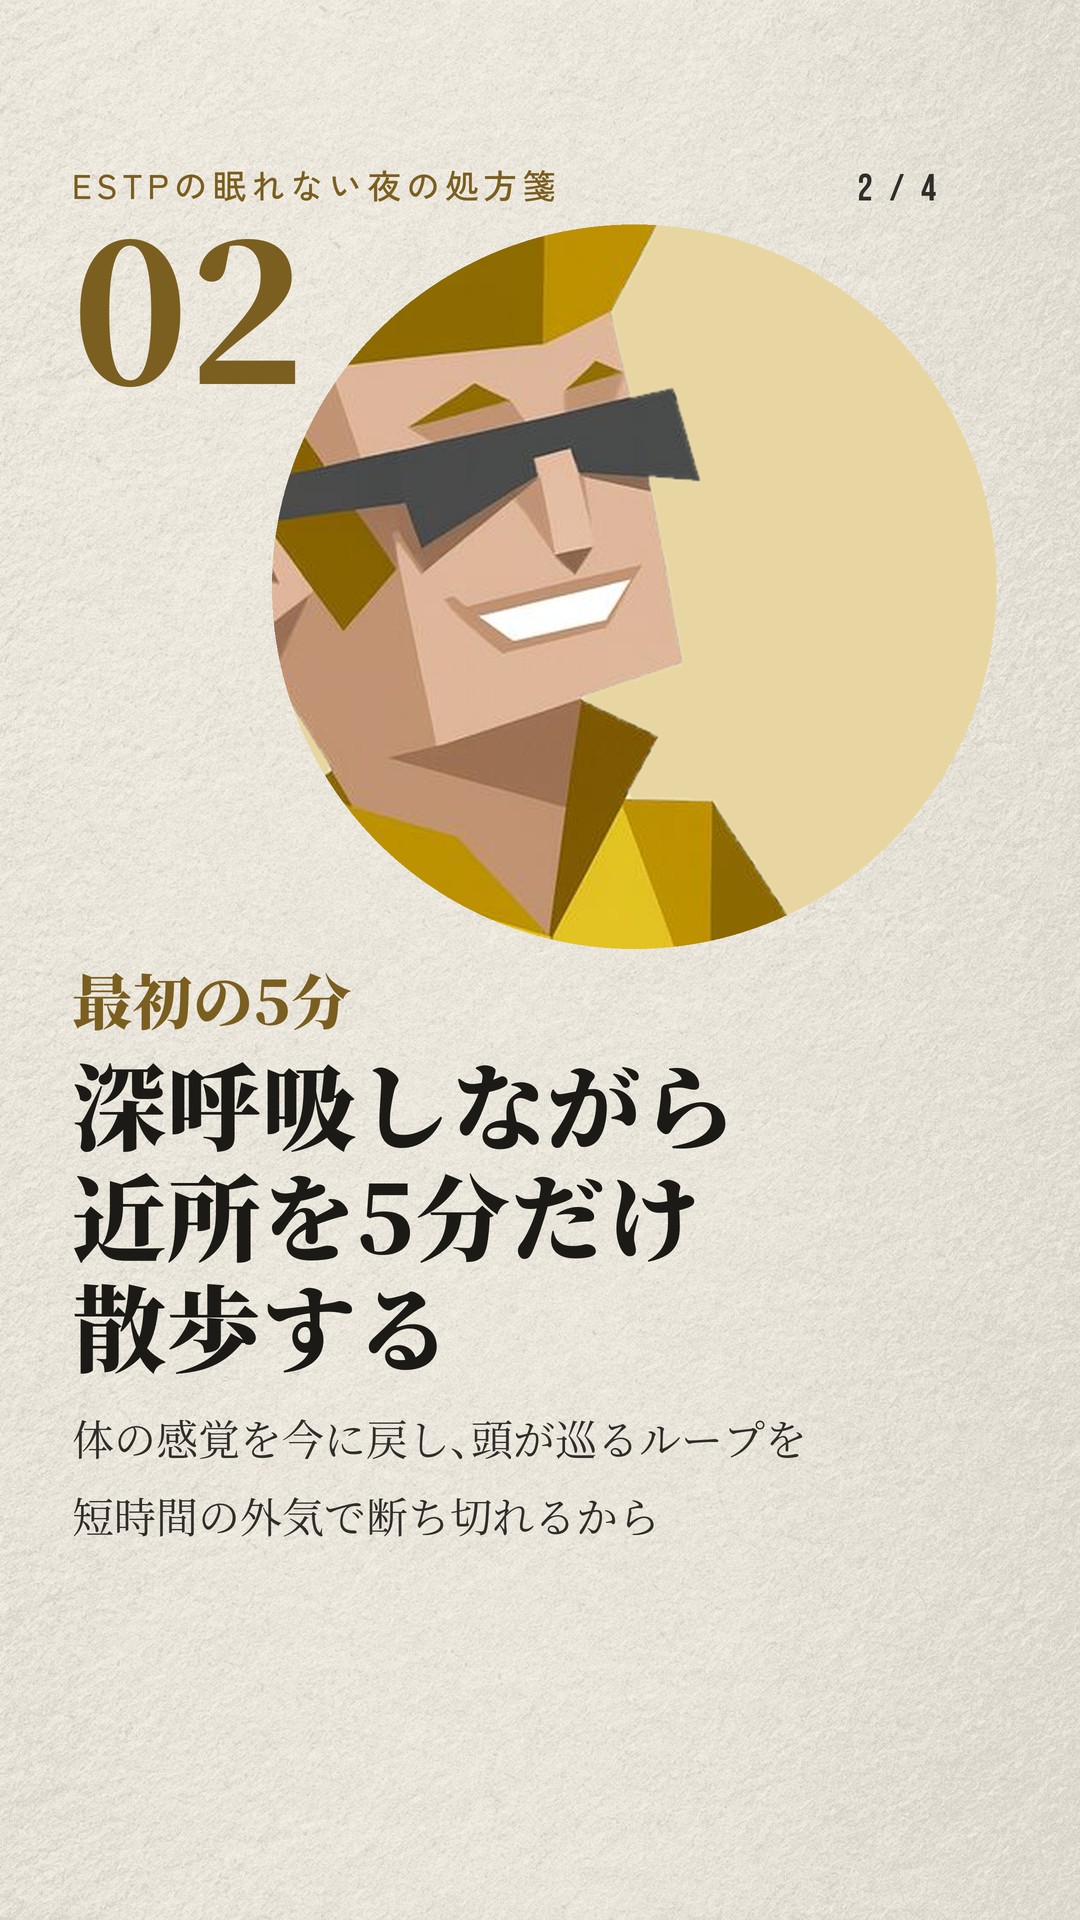 ESTPの眠れない夜の処方箋
2 / 4
02
最初の5分
深呼吸しながら
近所を5分だけ
散歩する
体の感覚を今に戻し、頭が巡るループを
短時間の外気で断ち切れるから